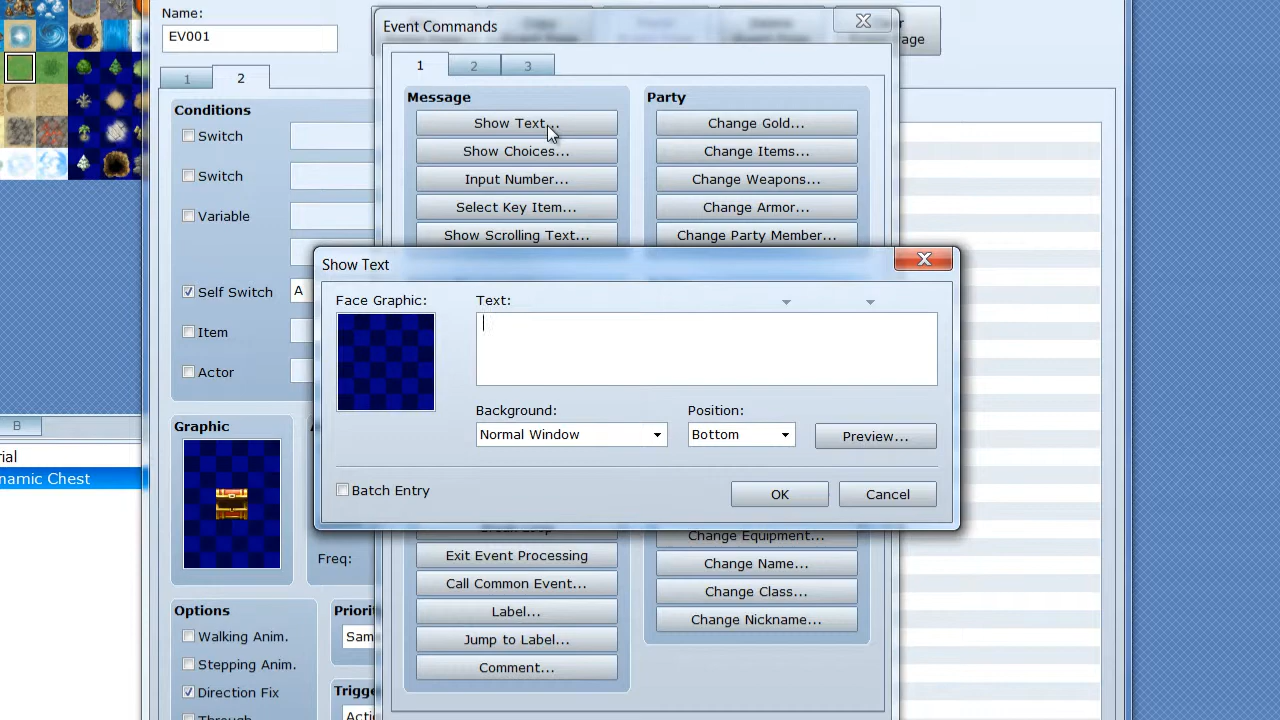 Name:
EV001
Page
1
2
Conditions
Switch
Switch
Variable
Self Switch
A
Item
Actor
Graphic
Freq:
Options
Walking Anim.
Stepping Anim.
Direction Fix
Through
Event Commands
1
2
3
Message
Show Text...
Show Choices...
Input Number...
Select Key Item...
Show Scrolling Text...
Party
Change Gold...
Change Items...
Change Weapons...
Change Armor...
Change Party Member...
Show Text
Face Graphic:
Text:
Background:
Normal Window
Position:
Bottom
Preview...
Batch Entry
OK
Cancel
Exit Event Processing
Call Common Event...
Label...
Jump to Label...
Comment...
Change Equipment...
Change Name...
Change Class...
Change Nickname...
B